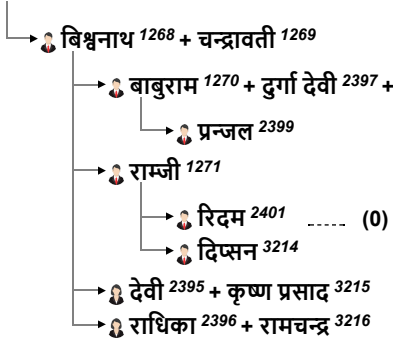 बिश्वनाथ 1268 + चन्द्रावती 1269
बाबुराम 1270 + दुर्गा देवी 2397 +
प्रन्जल 2399
राम्जी 1271
रिदम 2401 ...... (0)
दिप्सन 3214
देवी 2395 + कृष्ण प्रसाद 3215
राधिका 2396 + रामचन्द्र 3216